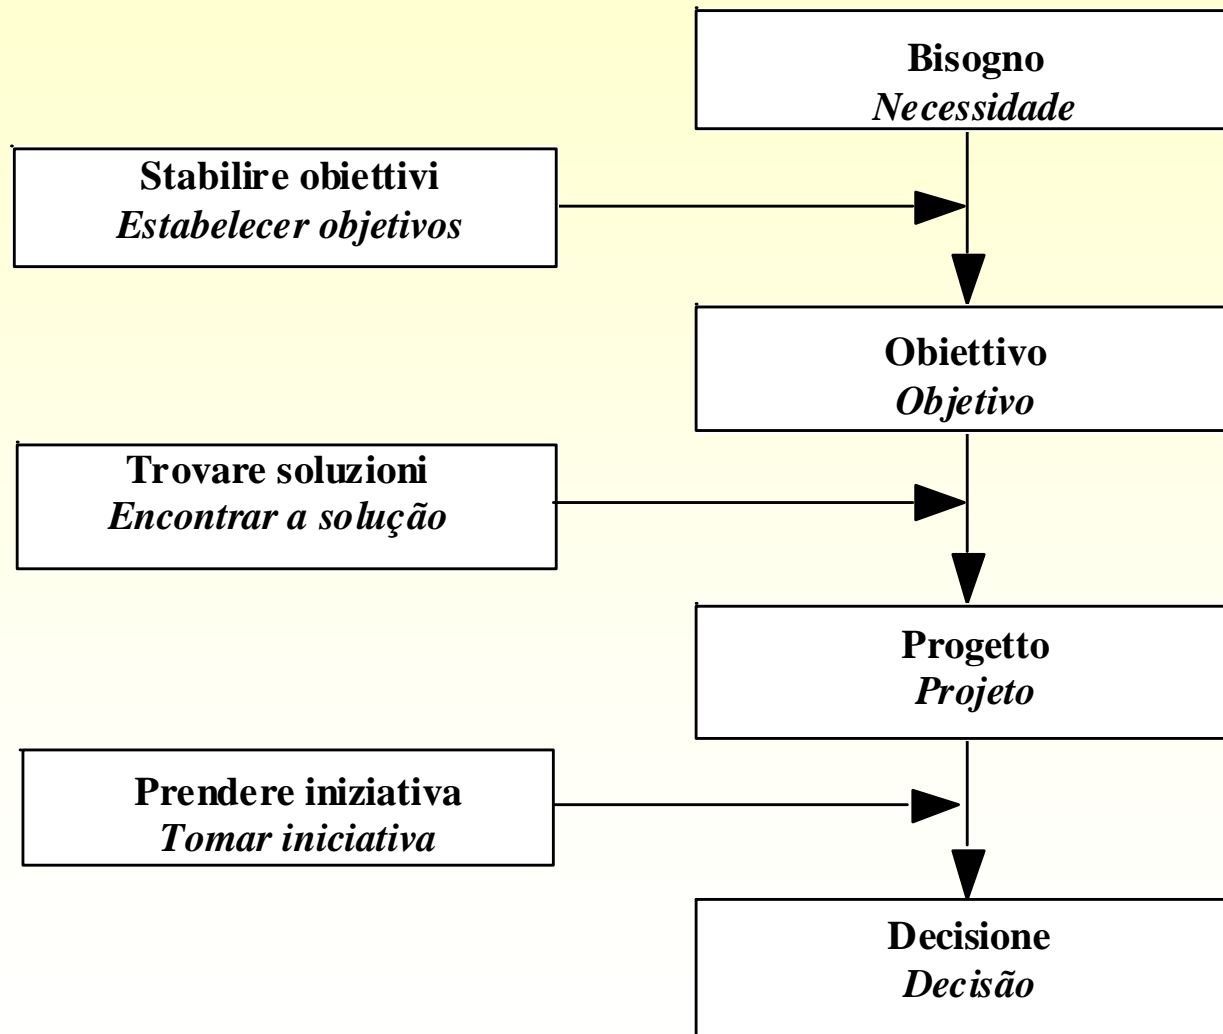 Bisogno
Necessidade
Stabilire obiettivi
Estabelecer objetivos
Obiettivo
Objetivo
Trovare soluzioni
Encontrar a solução
Progetto
Projeto
Prendere iniziativa
Tomar iniciativa
Decisione
Decisão